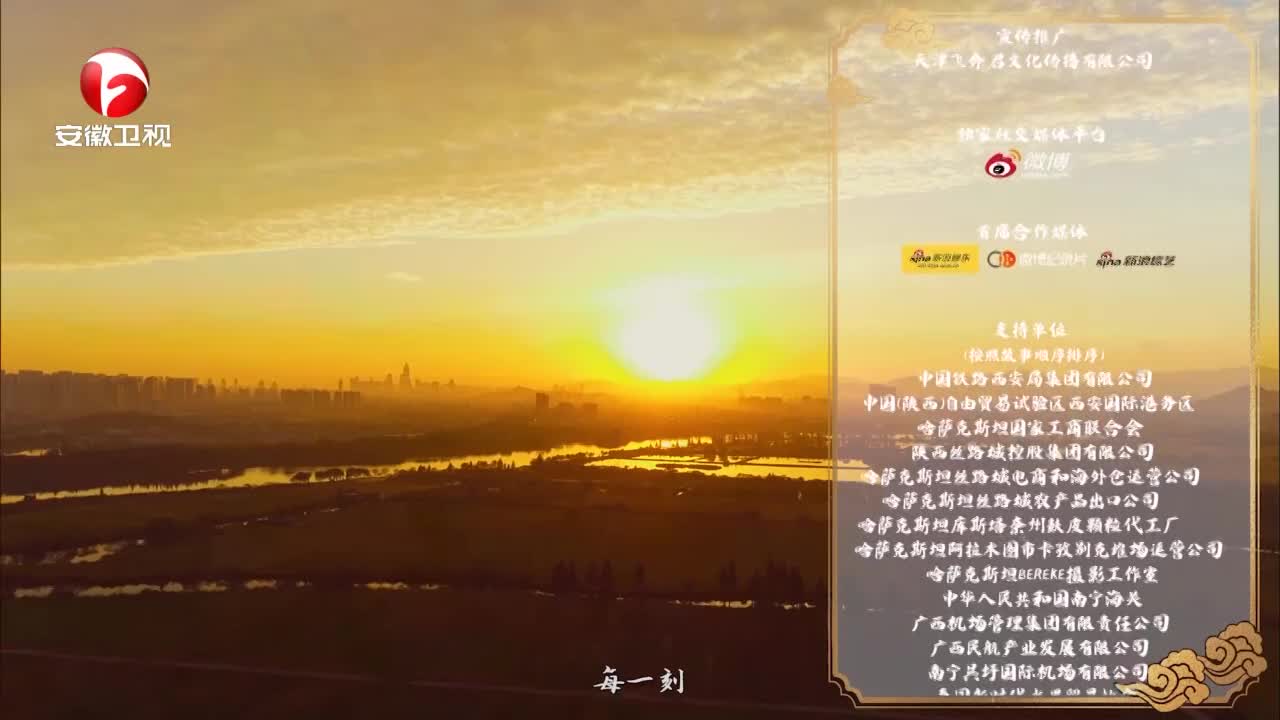 安徽卫视
宣传推广
天津飞奔君文化传播有限公司
独家社交媒体平台
微博
首席合作媒体
sina 新浪娱乐
微博纪录片
sina 新浪综艺
支持单位
(按照故事顺序排序)
中国铁路西安局集团有限公司
中国(陕西)自由贸易试验区西安国际港务区
哈萨克斯坦国家工商联合会
陕西丝路城控股集团有限公司
哈萨克斯坦丝路城电商和海外仓运营公司
哈萨克斯坦丝路城农产品出口公司
哈萨克斯坦库斯塔奈州麸皮颗粒代工厂
哈萨克斯坦阿拉木图市卡孜别克堆场运营公司
哈萨克斯坦BEREKE摄影工作室
中华人民共和国南宁海关
广西机场管理集团有限责任公司
广西民航产业发展有限公司
南宁吴圩国际机场有限公司
每一刻